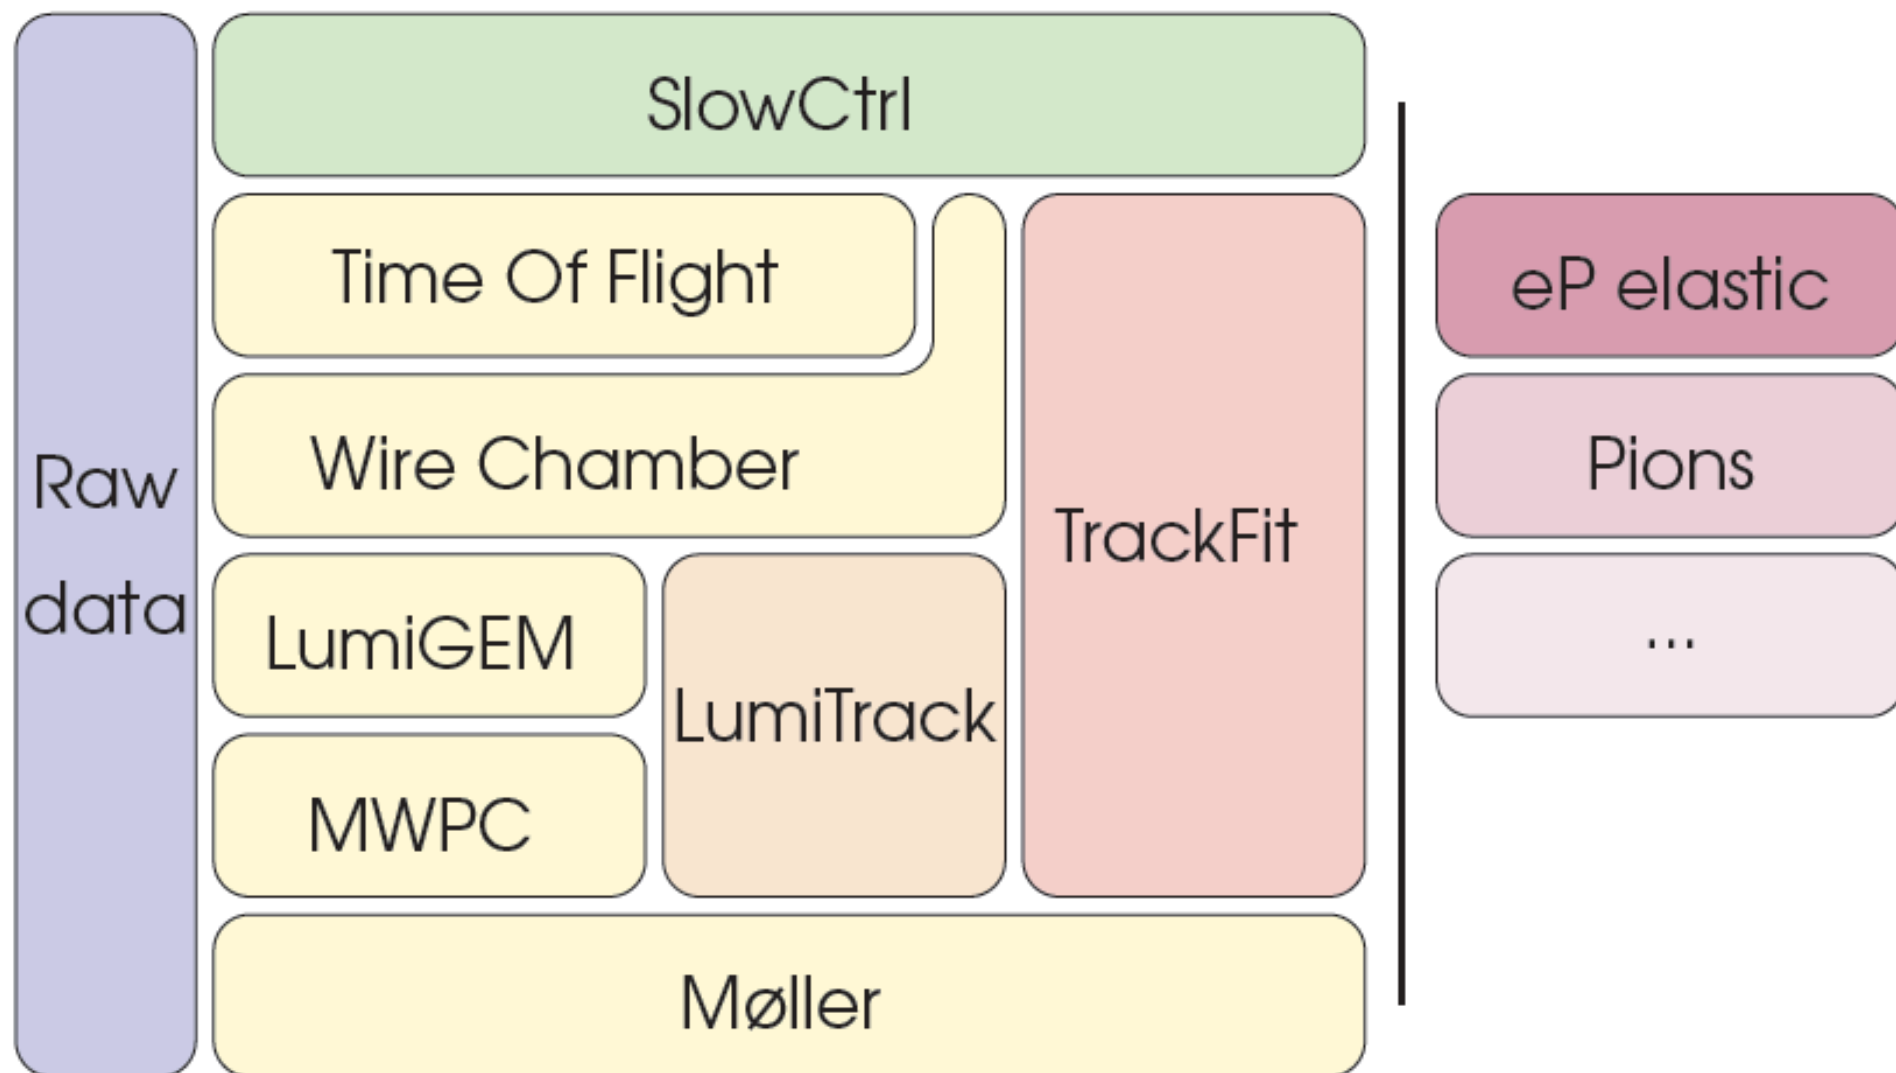 SlowCtrl
Time Of Flight
eP elastic
Wire Chamber
Pions
Raw
data
TrackFit
LumiGEM
...
LumiTrack
MWPC
Møller